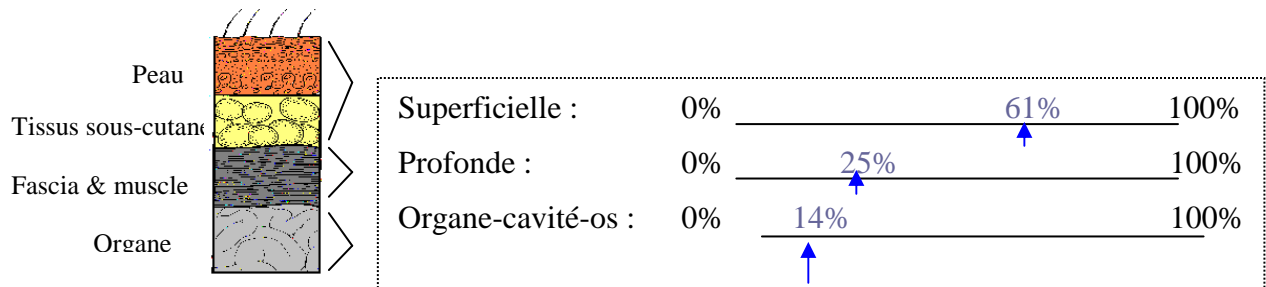 Peau
Tissus sous-cutané
Fascia & muscle
Organe
Superficielle : 0% 61% 100%
Profonde : 0% 25% 100%
Organe-cavité-os : 0% 14% 100%